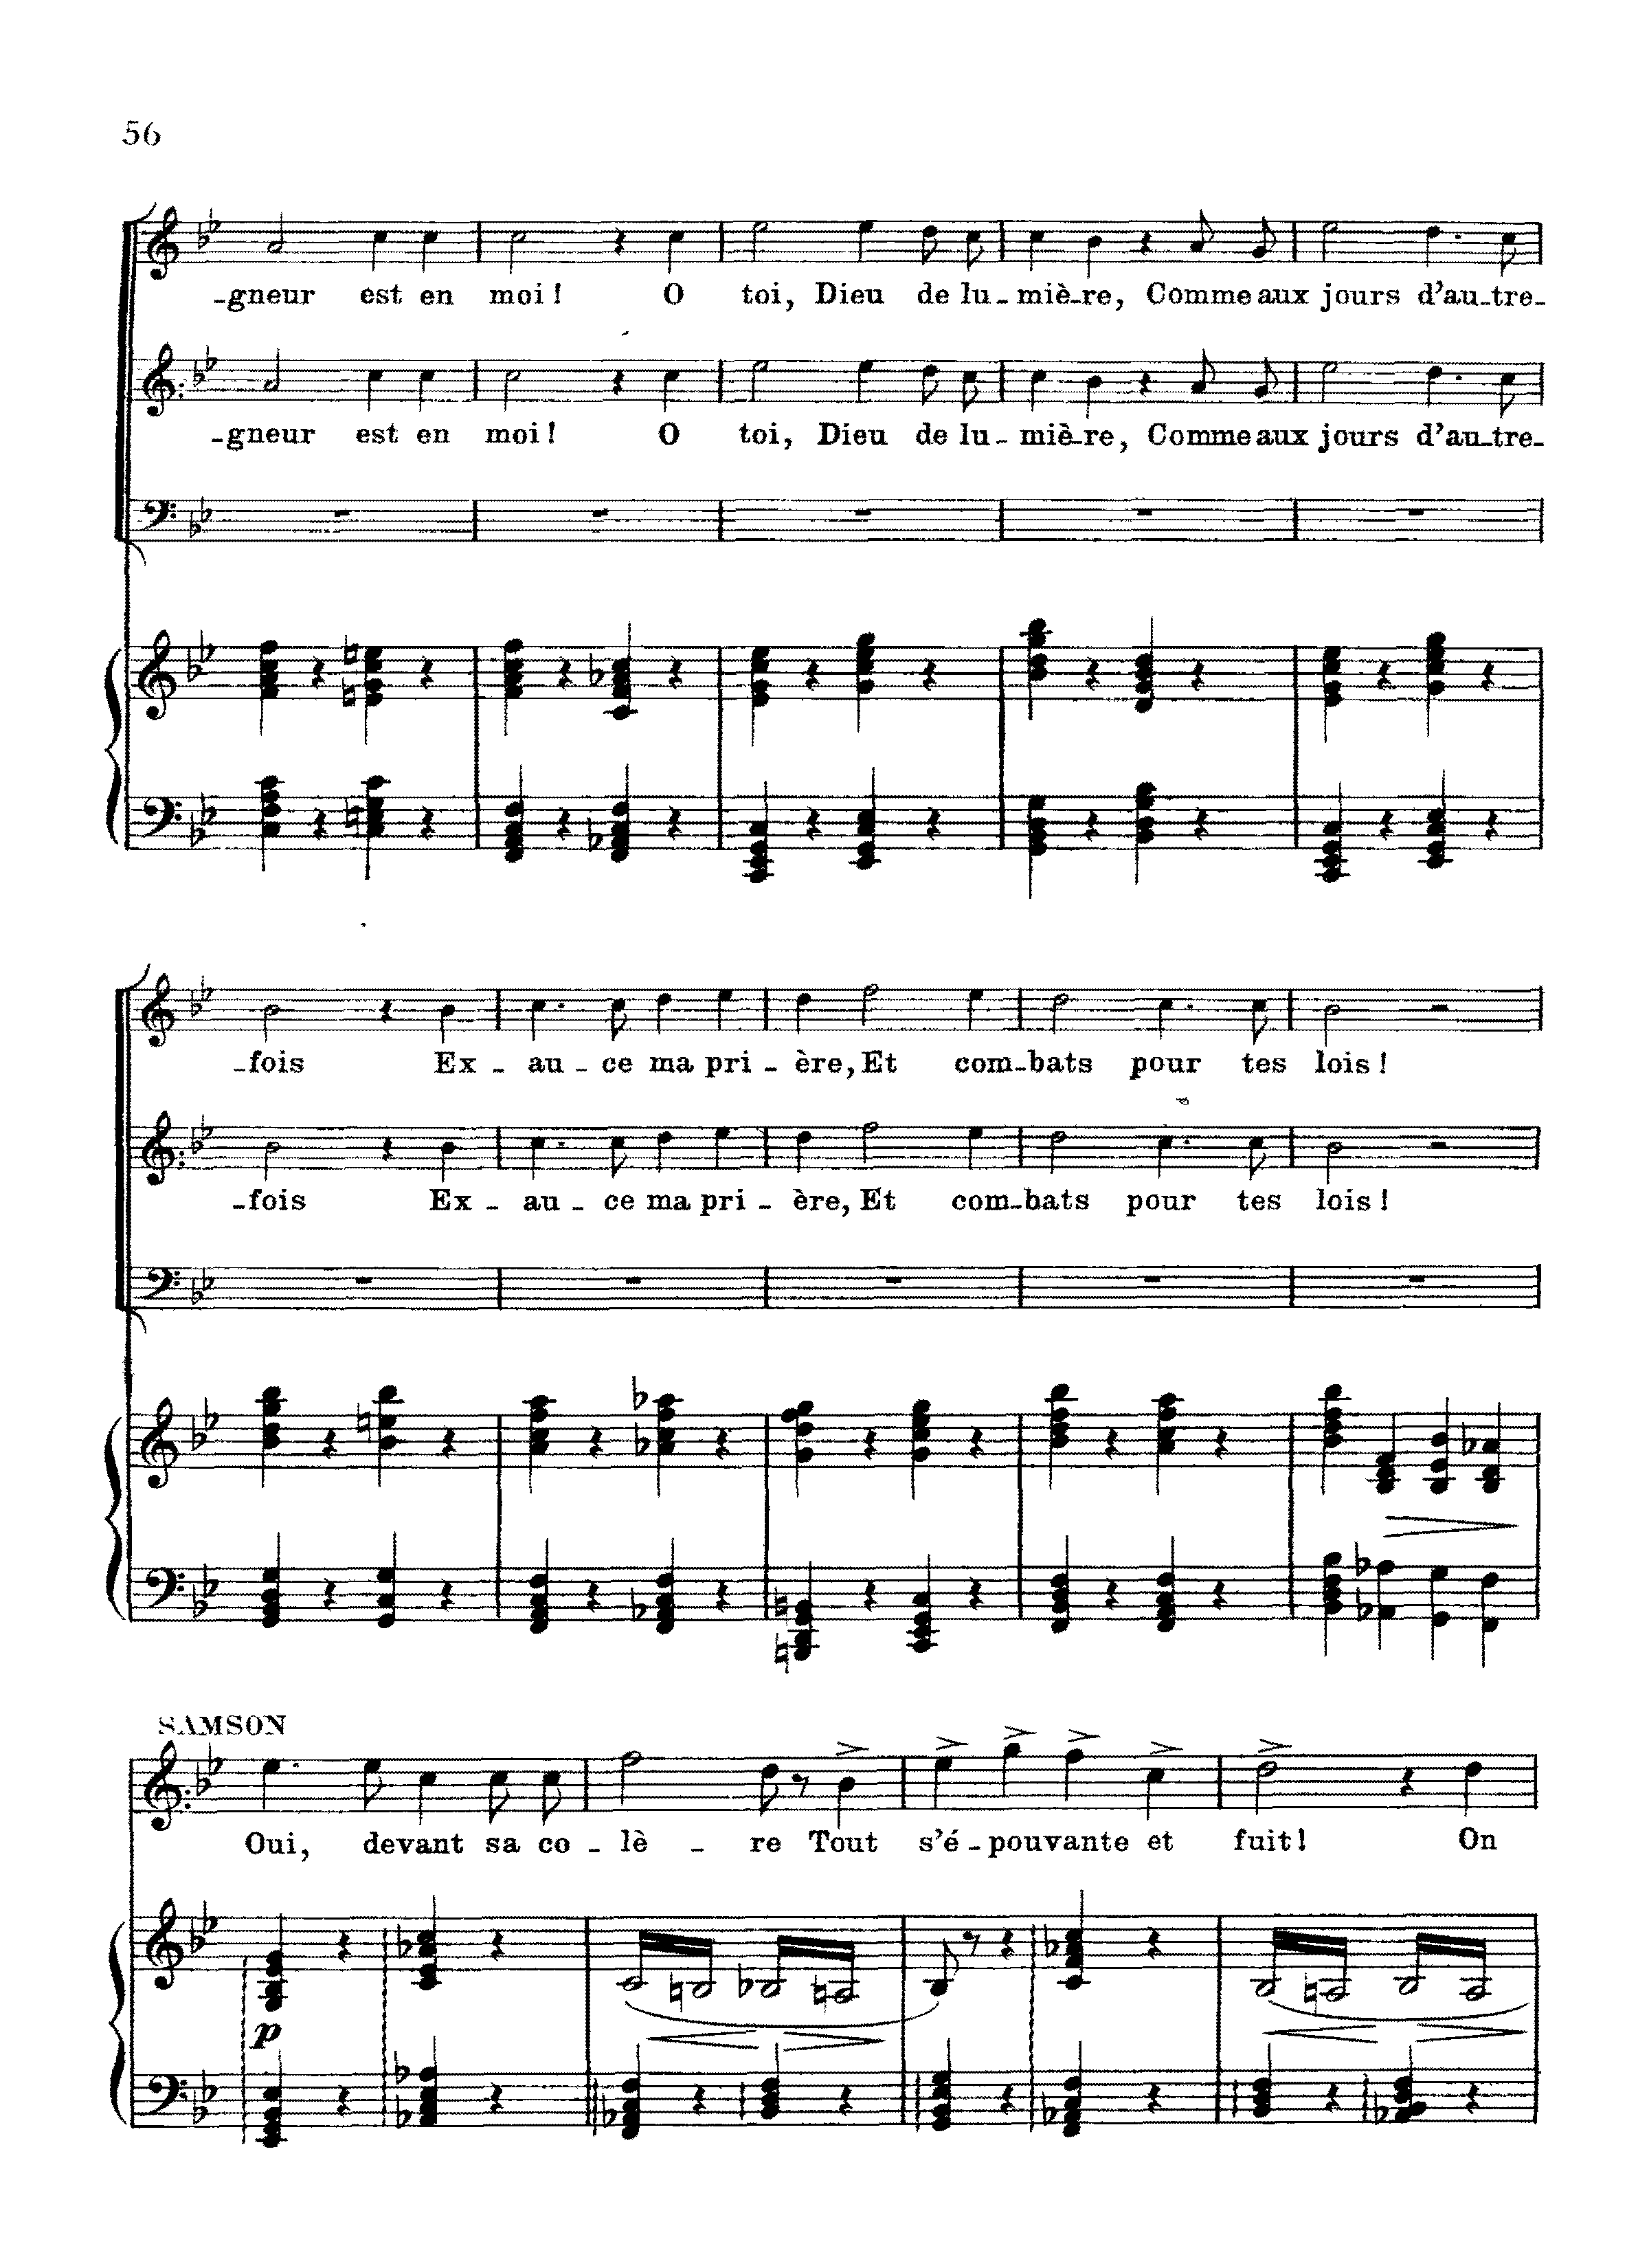 56
-gneur est en moi! O toi, Dieu de lu-miè-re, Comme aux jours d'au-tre-
-gneur est en moi! O toi, Dieu de lu-miè-re, Comme aux jours d'au-tre-
-fois Ex-au-ce ma pri-ère, Et com-bats pour tes lois!
-fois Ex-au-ce ma pri-ère, Et com-bats pour tes lois!
SAMSON
Oui, devant sa co-lè-re Tout s'é-pouvante et fuit! On
p